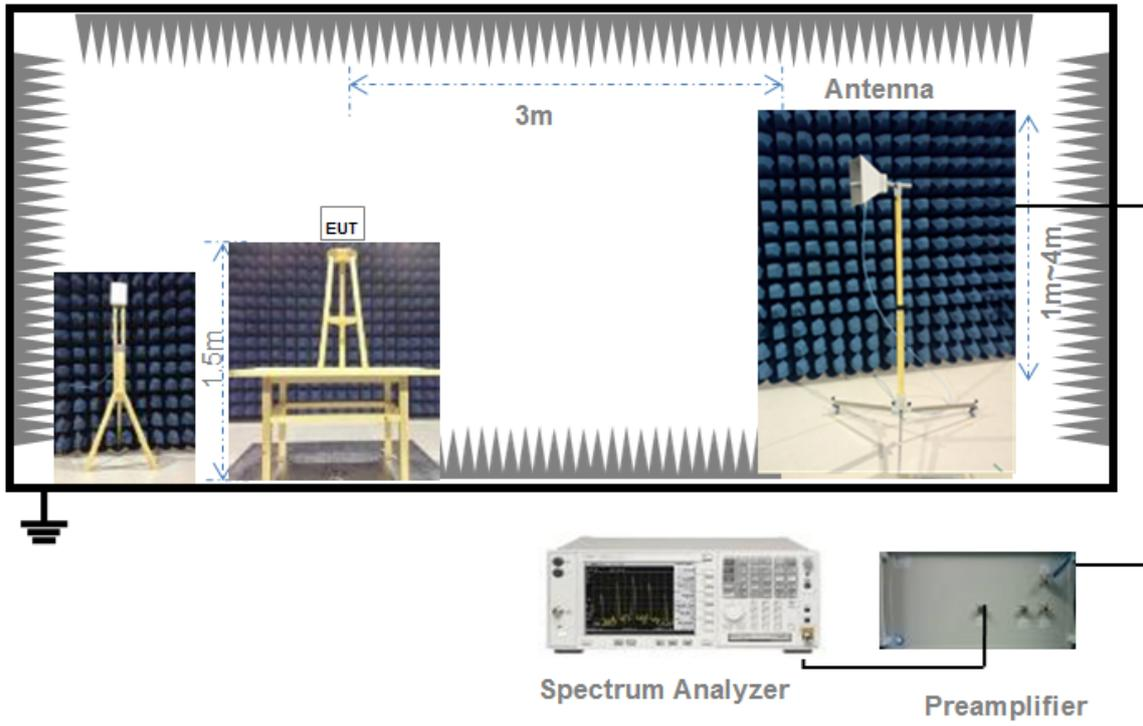 Antenna
3m
EUT
1.5m
1m~4m
Spectrum Analyzer
Preamplifier